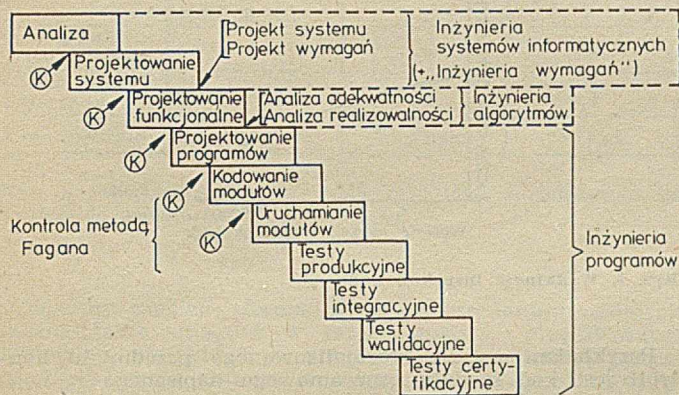 Analiza
Projekt systemu
Projekt wymagań
Inżynieria
systemów informatycznych
(+„Inżynieria wymagań“)
K
Projektowanie
systemu
K
Projektowanie
funkcjonalne
Analiza adekwatności
Analiza realizowalności
Inżynieria
algorytmów
K
Projektowanie
programów
K
Kodowanie
modułów
Kontrola metodą
Fagana
K
Uruchamianie
modułów
Inżynieria
programów
Testy
produkcyjne
Testy
integracyjne
Testy
walidacyjne
Testy certy-
fikacyjne